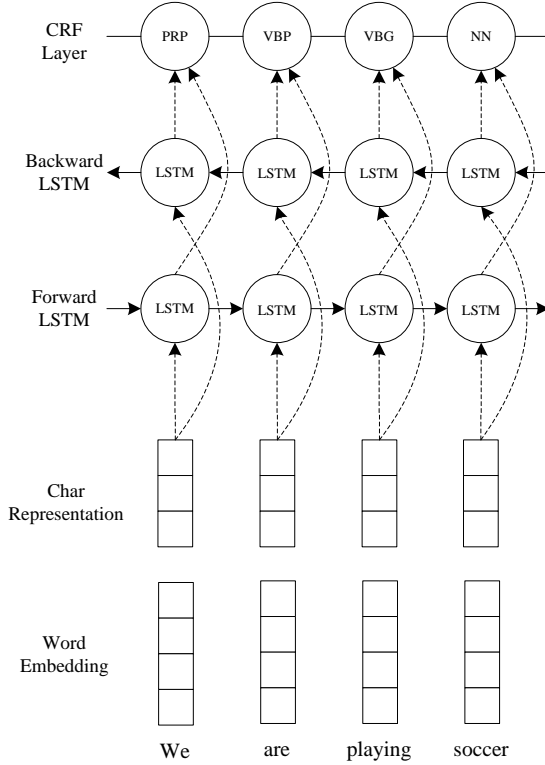 CRF
Layer
PRP VBP VBG NN
Backward
LSTM
LSTM LSTM LSTM LSTM
Forward
LSTM
LSTM LSTM LSTM LSTM
Char
Representation
Word
Embedding
We are playing soccer